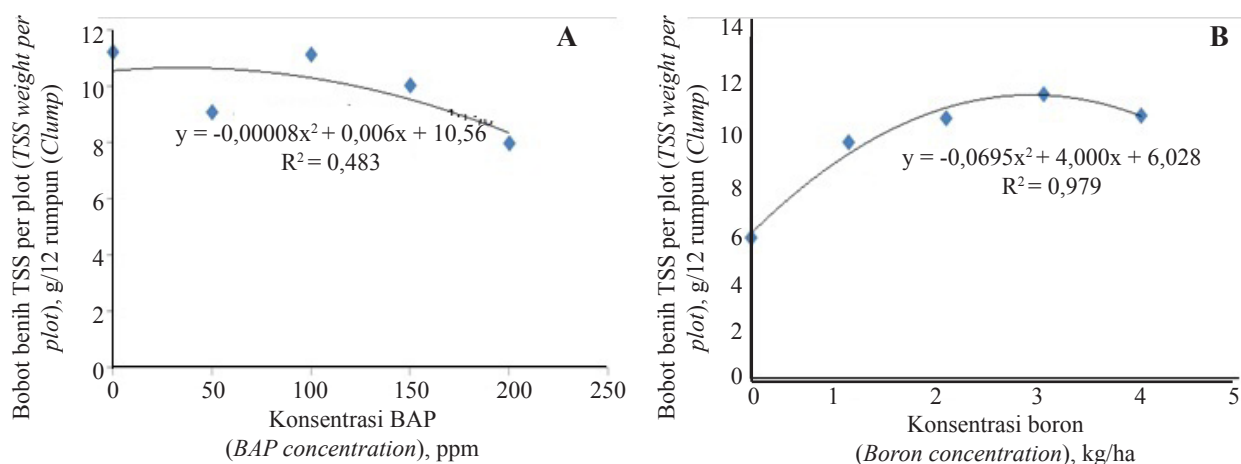 Bobot benih TSS per plot (TSS weight per
plot), g/12 rumpun (Clump)
12
10
8
6
4
2
0
A
y = -0,00008x² + 0,006x + 10,56
R² = 0,483
0 50 100 150 200 250
Konsentrasi BAP
(BAP concentration), ppm
Bobot benih TSS per plot (TSS weight per
plot), g/12 rumpun (Clump)
14
12
10
8
6
4
2
0
B
y = -0,0695x² + 4,000x + 6,028
R² = 0,979
0 1 2 3 4 5
Konsentrasi boron
(Boron concentration), kg/ha